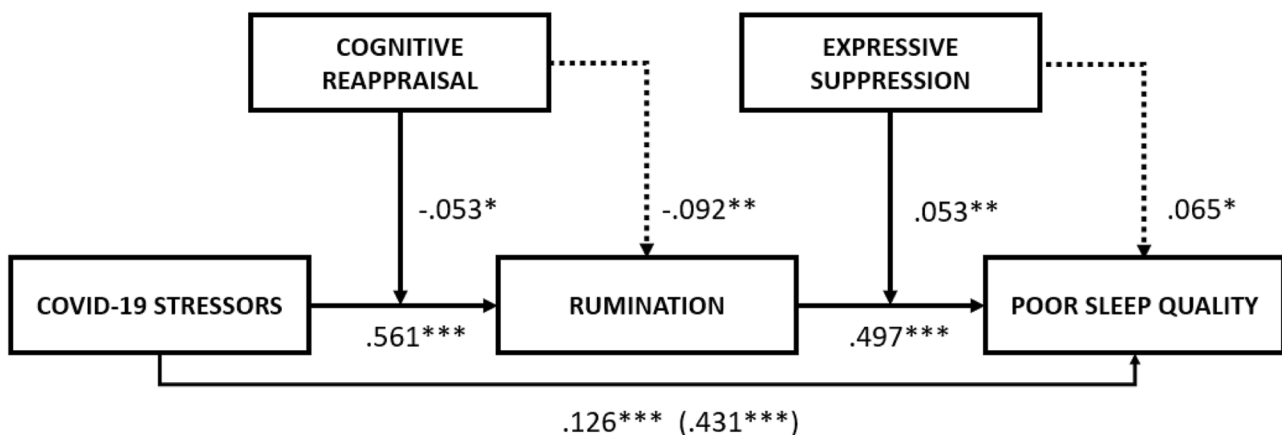 COGNITIVE
REAPPRAISAL
EXPRESSIVE
SUPPRESSION
-.053*
-.092**
.053**
.065*
COVID-19 STRESSORS
RUMINATION
POOR SLEEP QUALITY
.561***
.497***
.126*** (.431***)